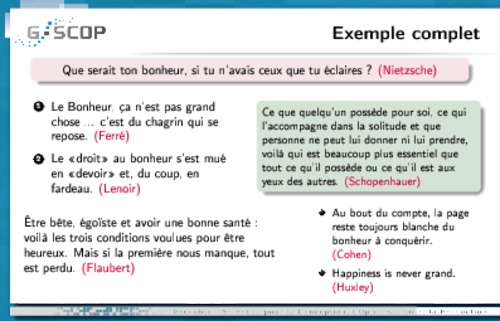 G-SCOP
Exemple complet
Que serait ton bonheur, si tu n'avais ceux que tu éclaires ? (Nietzsche)
1 Le Bonheur, ça n'est pas grand
chose ... c'est du chagrin qui se
repose. (Ferré)
2 Le «droit» au bonheur s'est mué
en «devoir» et, du coup, en
fardeau. (Lenoir)
Être bête, égoïste et avoir une bonne santé :
voilà les trois conditions voulues pour être
heureux. Mais si la première nous manque, tout
est perdu. (Flaubert)
Ce que quelqu'un possède pour soi, ce qui
l'accompagne dans la solitude et que
personne ne peut lui donner ni lui prendre,
voilà qui est beaucoup plus essentiel que
tout ce qu'il possède ou ce qu'il est aux
yeux des autres. (Schopenhauer)
Au bout du compte, la page
reste toujours blanche du
bonheur à conquérir.
(Cohen)
Happiness is never grand.
(Huxley)